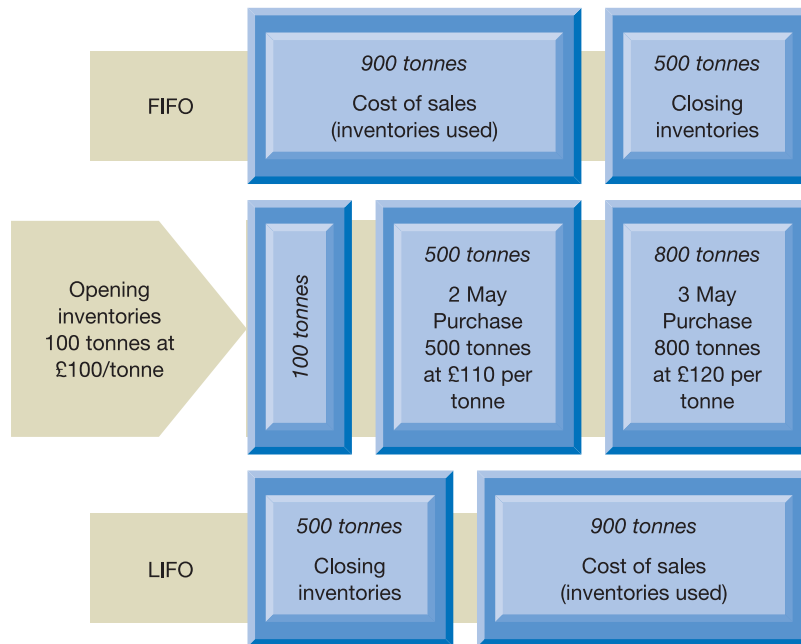 FIFO
900 tonnes
Cost of sales
(inventories used)
500 tonnes
Closing
inventories
Opening
inventories
100 tonnes at
£100/tonne
100 tonnes
500 tonnes
2 May
Purchase
500 tonnes
at £110 per
tonne
800 tonnes
3 May
Purchase
800 tonnes
at £120 per
tonne
LIFO
500 tonnes
Closing
inventories
900 tonnes
Cost of sales
(inventories used)